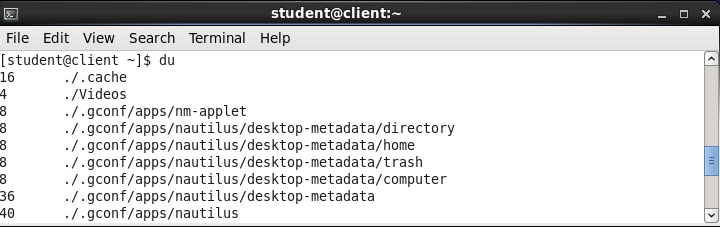 student@client:~
File Edit View Search Terminal Help
[student@client ~]$ du
16 ./.cache
4 ./Videos
8 ./.gconf/apps/nm-applet
8 ./.gconf/apps/nautilus/desktop-metadata/directory
8 ./.gconf/apps/nautilus/desktop-metadata/home
8 ./.gconf/apps/nautilus/desktop-metadata/trash
8 ./.gconf/apps/nautilus/desktop-metadata/computer
36 ./.gconf/apps/nautilus/desktop-metadata
40 ./.gconf/apps/nautilus